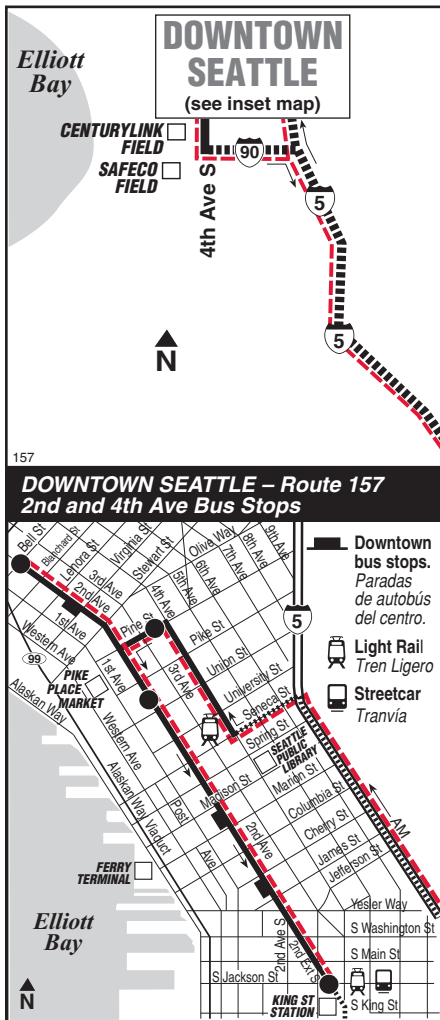 Elliott
Bay
DOWNTOWN
SEATTLE
(see inset map)
CENTURYLINK
FIELD
SAFECO
FIELD
4th Ave S
90
5
5
N
157
DOWNTOWN SEATTLE – Route 157
2nd and 4th Ave Bus Stops
Bell St
Blanchard St
Lenora St
Virginia St
Stewart St
Olive Way
9th Ave
8th Ave
7th Ave
6th Ave
5th Ave
4th Ave
3rd Ave
2nd Ave
1st Ave
Western Ave
99
Alaskan Way
PIKE
PLACE
MARKET
Pine St
Pike St
Union St
University St
Seneca St
Spring St
SEATTLE
PUBLIC
LIBRARY
Marion St
Madison St
Columbia St
Cherry St
James St
Jefferson St
Yesler Way
S Washington St
S Main St
S Jackson St
S King St
1st Ave
3rd Ave
Western Ave
Alaskan Way Viaduct
Post
Ave
2nd Ave
2nd Ave S
2nd Ext S
AM
5
Downtown
bus stops.
Paradas
de autobús
del centro.
Light Rail
Tren Ligero
Streetcar
Tranvía
FERRY
TERMINAL
Elliott
Bay
N
KING ST
STATION